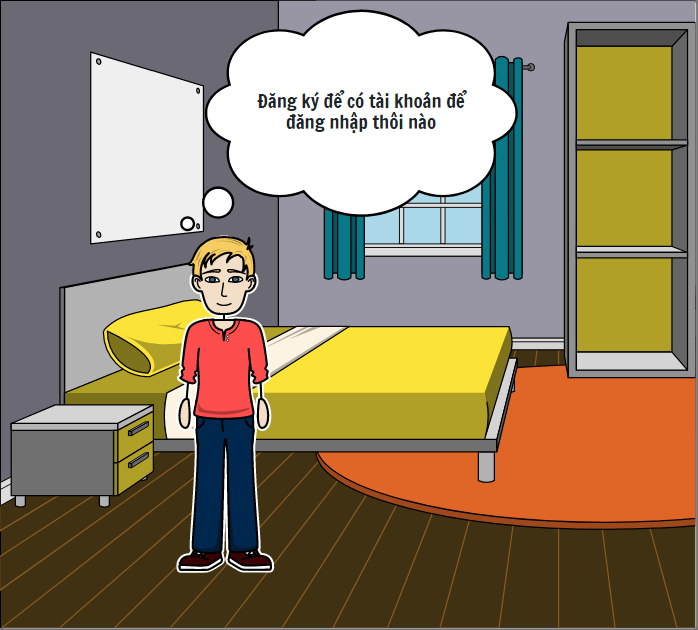 Đăng ký để có tài khoản để
đăng nhập thôi nào